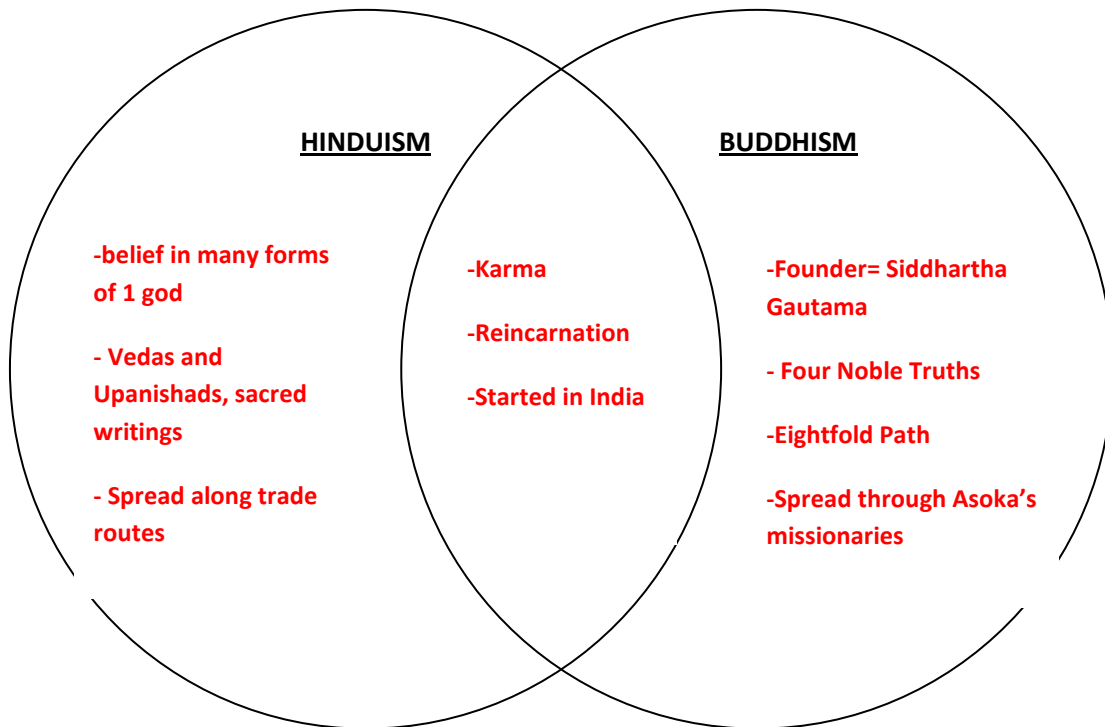 HINDUISM
-belief in many forms
of 1 god
- Vedas and
Upanishads, sacred
writings
- Spread along trade
routes
-Karma
-Reincarnation
-Started in India
BUDDHISM
-Founder= Siddhartha
Gautama
- Four Noble Truths
-Eightfold Path
-Spread through Asoka’s
missionaries